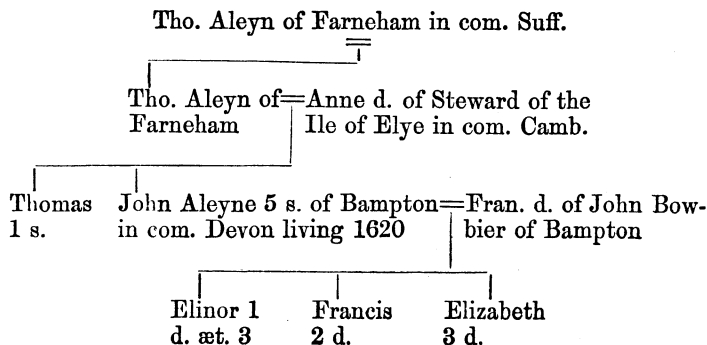 Tho. Aleyn of Farneham in com. Suff.
Tho. Aleyn of=Anne d. of Steward of the
Farneham Ile of Elye in com. Camb.
Thomas John Aleyne 5 s. of Bampton=Fran. d. of John Bow-
1 s. in com. Devon living 1620 bier of Bampton
Elinor 1 Francis Elizabeth
d. æt. 3 2 d. 3 d.